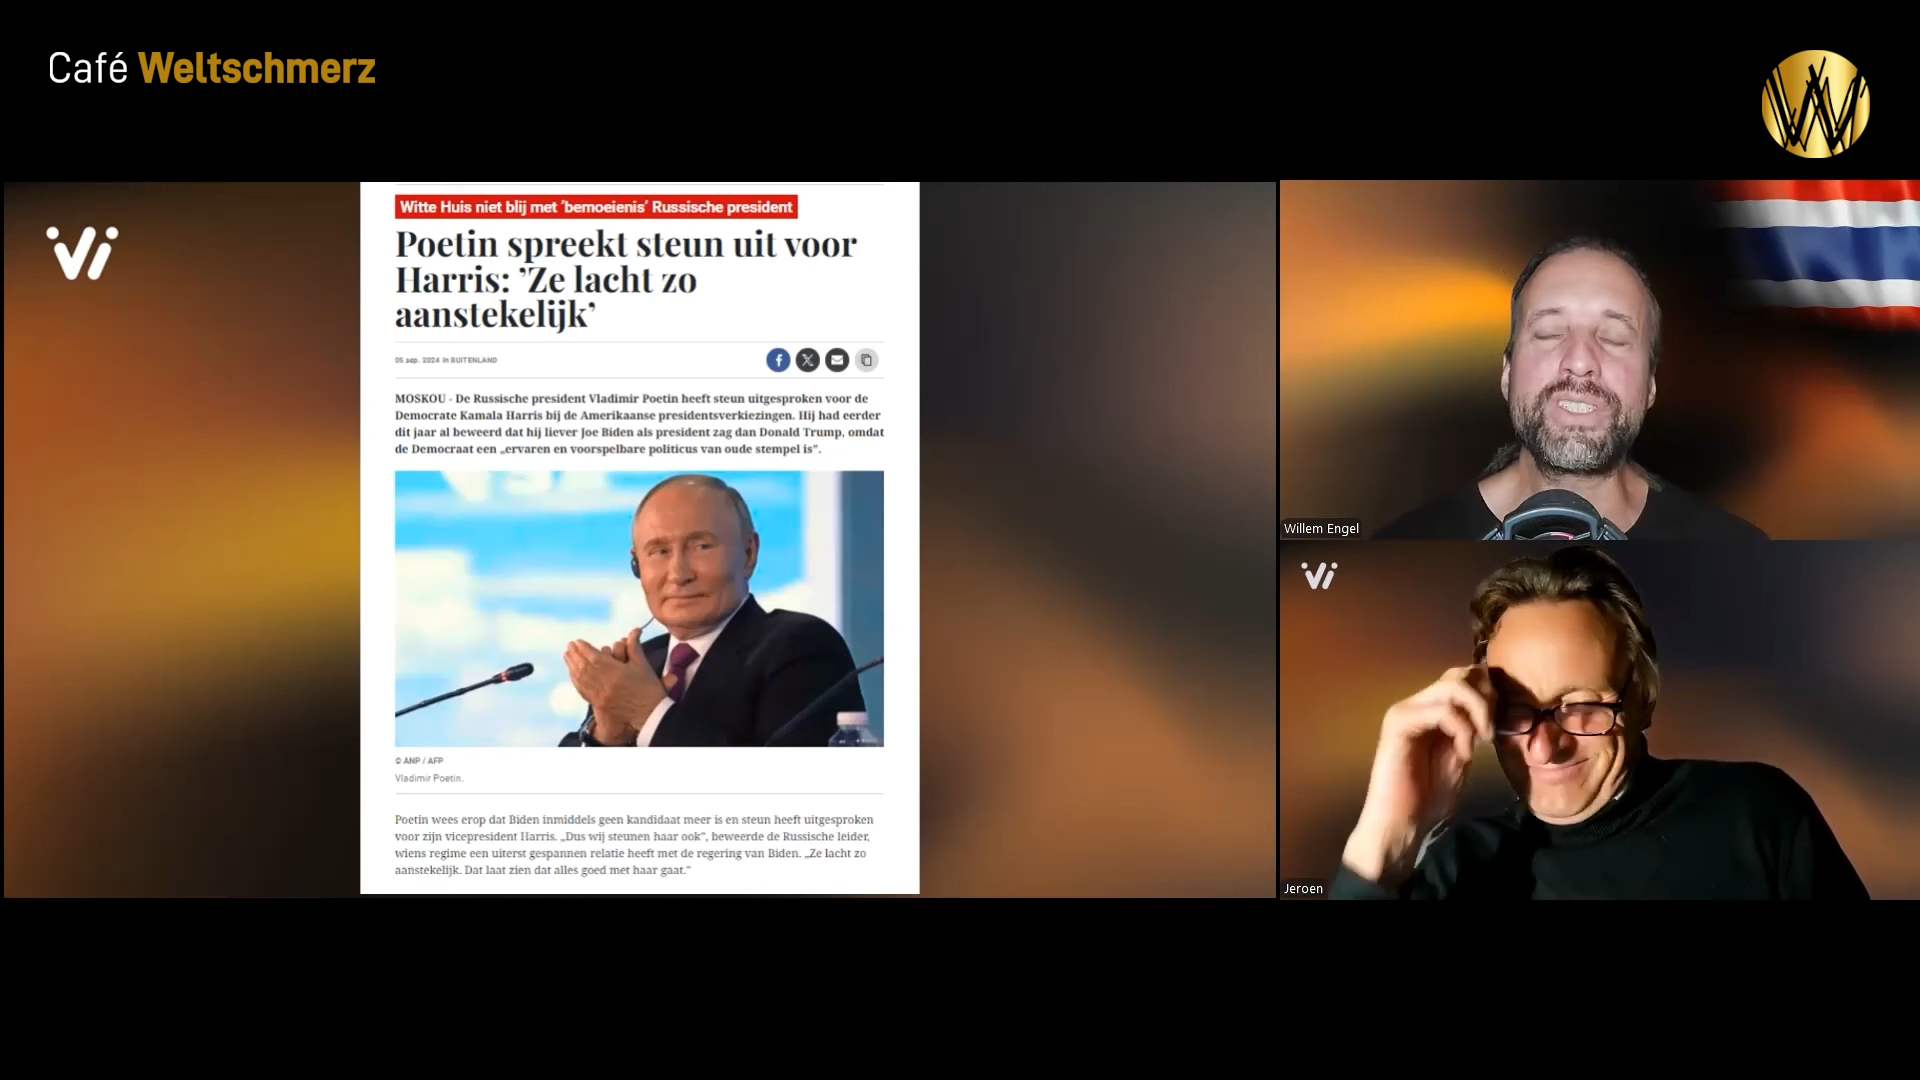 Café Weltschmerz
Witte Huis niet blij met 'bemoeienis' Russische president
Poetin spreekt steun uit voor
Harris: 'Ze lacht zo
aanstekelijk'
05 sep. 2024 in BUITENLAND
MOSKOU - De Russische president Vladimir Poetin heeft steun uitgesproken voor de
Democrate Kamala Harris bij de Amerikaanse presidentsverkiezingen. Hij had eerder
dit jaar al beweerd dat hij liever Joe Biden als president zag dan Donald Trump, omdat
de Democraat een „ervaren en voorspelbare politicus van oude stempel is”.
© ANP / AFP
Vladimir Poetin.
Poetin wees erop dat Biden inmiddels geen kandidaat meer is en steun heeft uitgesproken
voor zijn vicepresident Harris. „Dus wij steunen haar ook”, beweerde de Russische leider,
wiens regime een uiterst gespannen relatie heeft met de regering van Biden. „Ze lacht zo
aanstekelijk. Dat laat zien dat alles goed met haar gaat.”
Willem Engel
Jeroen